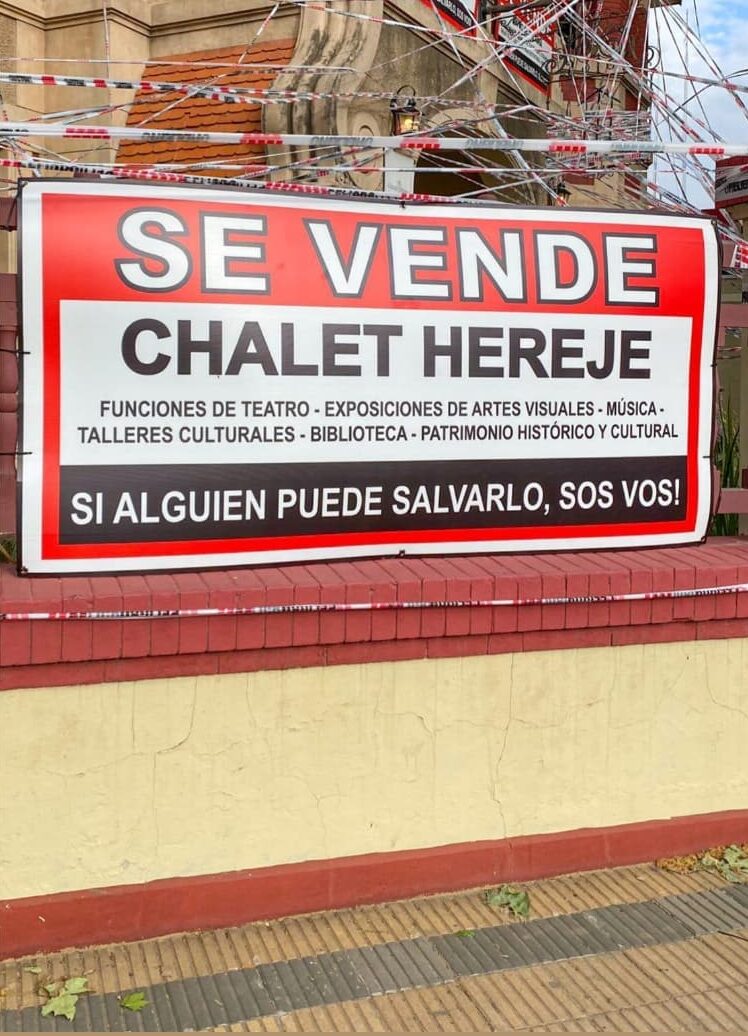 SE VENDE
CHALET HEREJE
FUNCIONES DE TEATRO - EXPOSICIONES DE ARTES VISUALES - MÚSICA -
TALLERES CULTURALES - BIBLIOTECA - PATRIMONIO HISTÓRICO Y CULTURAL
SI ALGUIEN PUEDE SALVARLO, SOS VOS!